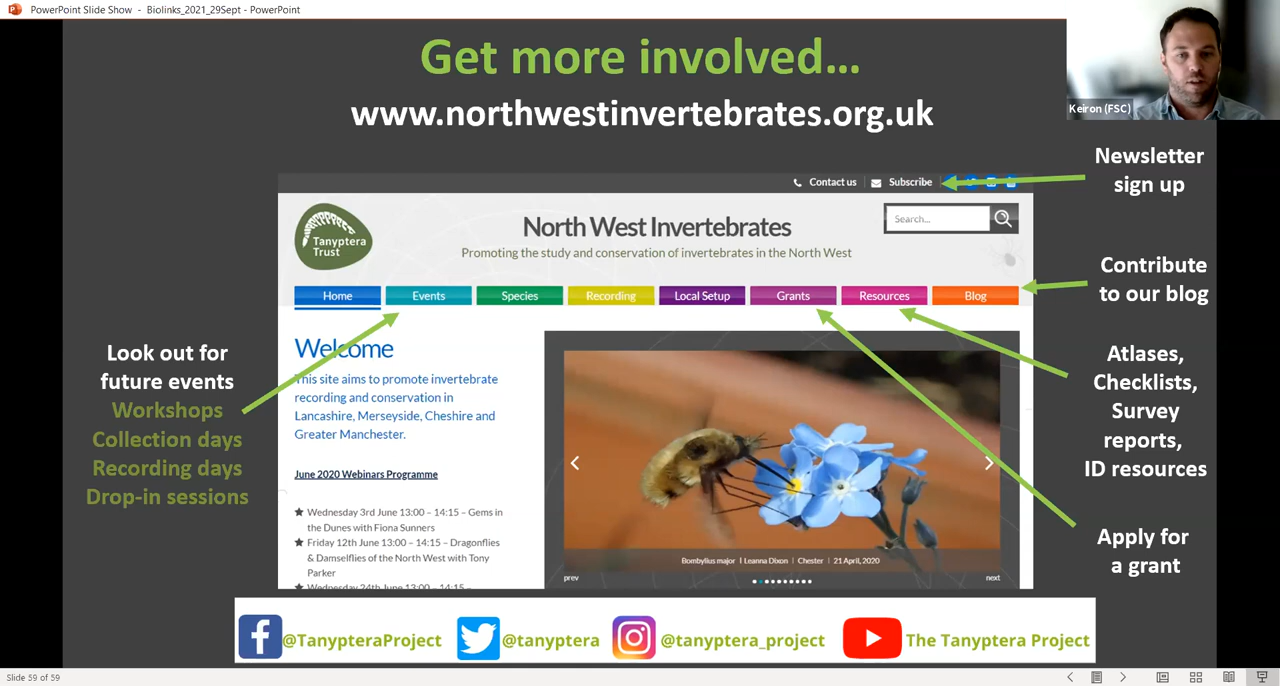 PowerPoint Slide Show - Biolinks_2021_29Sept - PowerPoint
Get more involved...
www.northwestinvertebrates.org.uk
Keiron (FSC)
Newsletter
sign up
Contact us
Subscribe
Tanyptera
Trust
North West Invertebrates
Promoting the study and conservation of invertebrates in the North West
Search...
Home
Events
Species
Recording
Local Setup
Grants
Resources
Blog
Contribute
to our blog
Look out for
future events
Workshops
Collection days
Recording days
Drop-in sessions
Welcome
This site aims to promote invertebrate
recording and conservation in
Lancashire, Merseyside, Cheshire and
Greater Manchester.
June 2020 Webinars Programme
Wednesday 3rd June 13:00 – 14:15 – Gems in
the Dunes with Fiona Sunners
Friday 12th June 13:00 – 14:15 – Dragonflies
& Damselflies of the North West with Tony
Parker
Wednesday 24th June 13:00 – 14:15 –
Bombylius major | Leanna Dixon | Chester | 21 April, 2020
prev
next
Atlases,
Checklists,
Survey
reports,
ID resources
Apply for
a grant
@TanypteraProject
@tanyptera
@tanyptera_project
The Tanyptera Project
Slide 59 of 59